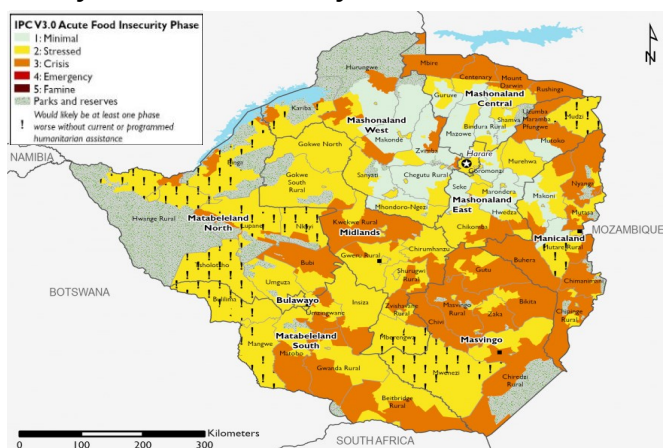 IPC V3.0 Acute Food Insecurity Phase
1: Minimal
2: Stressed
3: Crisis
4: Emergency
5: Famine
Parks and reserves
! Would likely be at least one phase
worse without current or programmed
humanitarian assistance
N
NAMIBIA
BOTSWANA
SOUTH AFRICA
MOZAMBIQUE
Hurungwe
Mbire
Centenary
Mount
Darwin
Rushinga
Guruve
Mashonaland
Central
Kariba
Mashonaland
West
Makonde
Mazowe
Bindura Rural
Shamva
Maramba
Pfungwe
Mudzi
Mutoko
Zvimba
Harare
Goromonzi
Murehwa
Binga
Gokwe North
Gokwe
South
Rural
Sanyati
Chegutu Rural
Seke
Marondera
Mashonaland
East
Hwedza
Makoni
Nyanga
Mutasa
Mhondoro-Ngezi
Chikomba
Manicaland
Mutare Rural
Hwange Rural
Matabeleland
North
Lupane
Nkayi
Kwekwe Rural
Midlands
Gweru Rural
Chirumhanzu
Buhera
Chimanimani
Tsholotsho
Bubi
Umguza
Shurugwi
Rural
Gutu
Bulilima
Bulawayo
Umzingwane
Insiza
Zvishavane
Rural
Masvingo
Rural
Zaka
Bikita
Chipinge
Rural
Mangwe
Matabeleland
South
Matobo
Mberengwa
Chivi
Masvingo
Gwanda Rural
Mwenezi
Chiredzi
Rural
Beitbridge
Rural
Kilometers
0 100 200 300